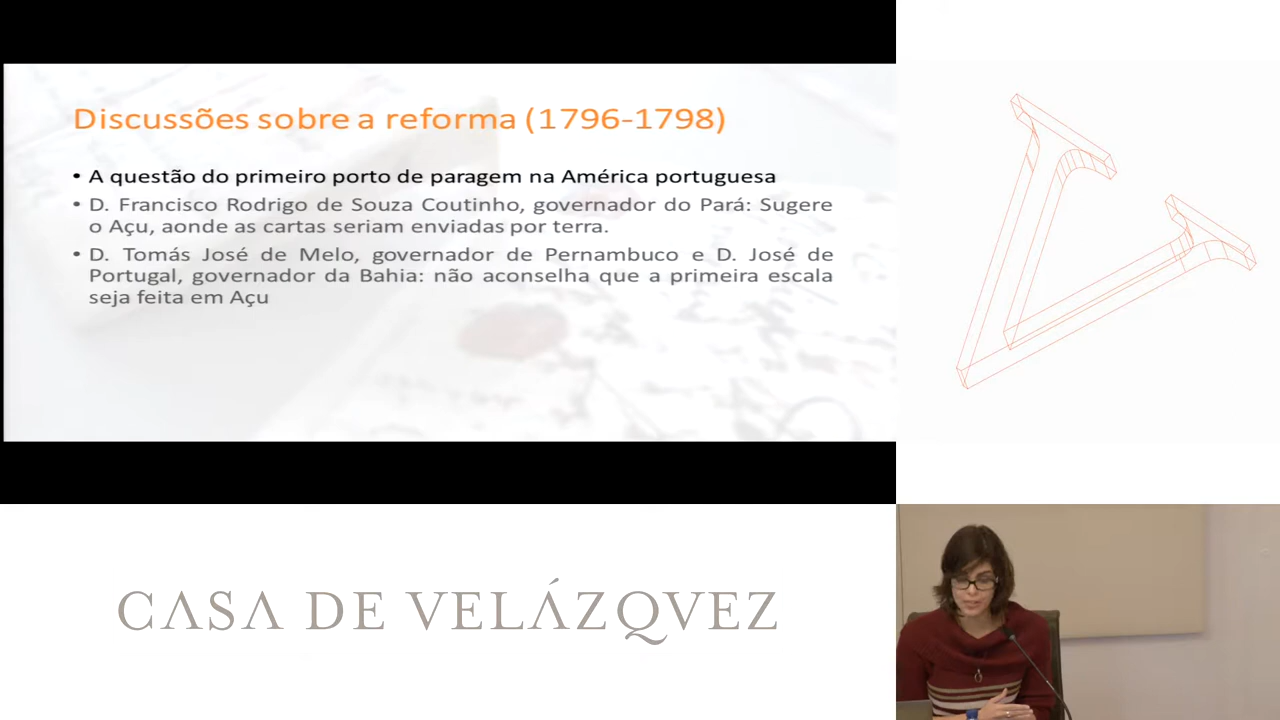 Discussões sobre a reforma (1796-1798)
• A questão do primeiro porto de paragem na América portuguesa
• D. Francisco Rodrigo de Souza Coutinho, governador do Pará: Sugere
o Açu, aonde as cartas seriam enviadas por terra.
• D. Tomás José de Melo, governador de Pernambuco e D. José de
Portugal, governador da Bahia: não aconselha que a primeira escala
seja feita em Açu
CASA DE VELÁZQVEZ